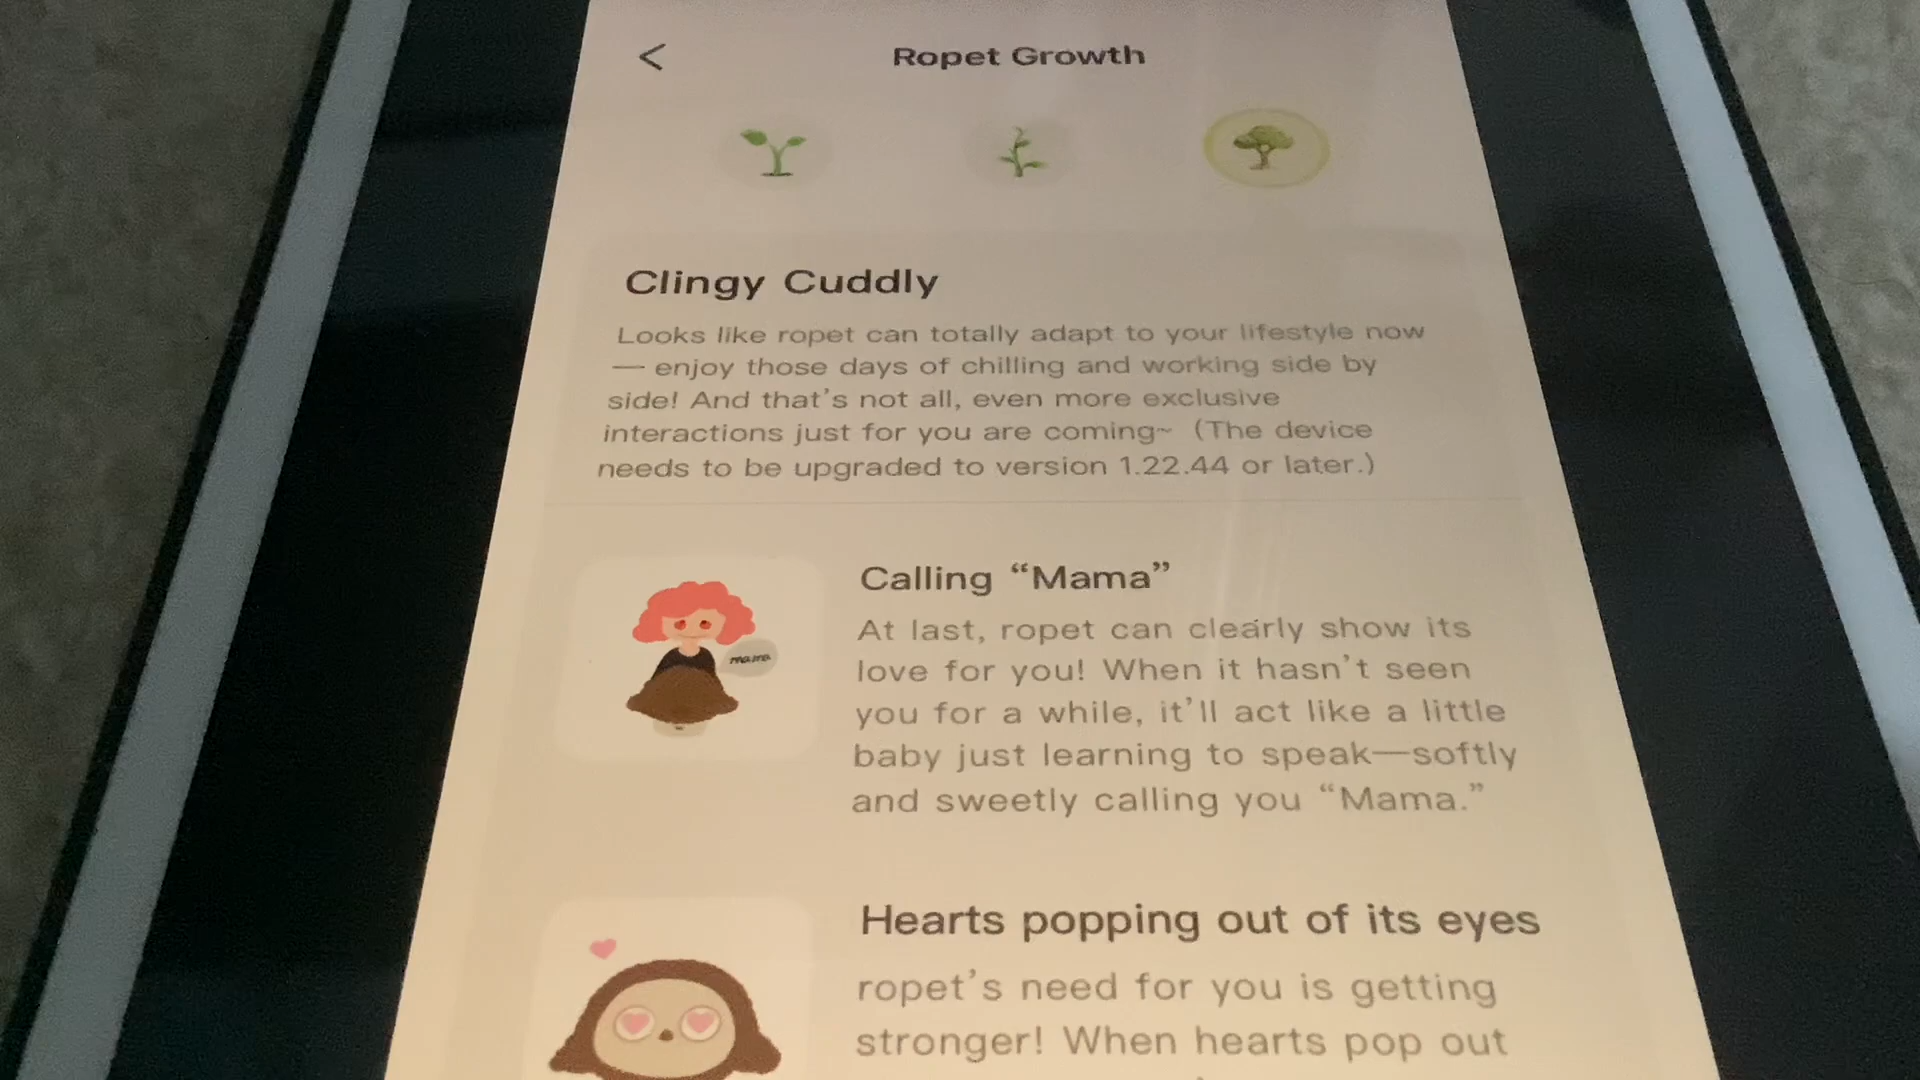 Ropet Growth
Clingy Cuddly
Looks like ropet can totally adapt to your lifestyle now
— enjoy those days of chilling and working side by
side! And that's not all, even more exclusive
interactions just for you are coming~ (The device
needs to be upgraded to version 1.22.44 or later.)
Calling “Mama”
At last, ropet can clearly show its
love for you! When it hasn't seen
you for a while, it'll act like a little
baby just learning to speak—softly
and sweetly calling you “Mama.”
mama
Hearts popping out of its eyes
ropet's need for you is getting
stronger! When hearts pop out